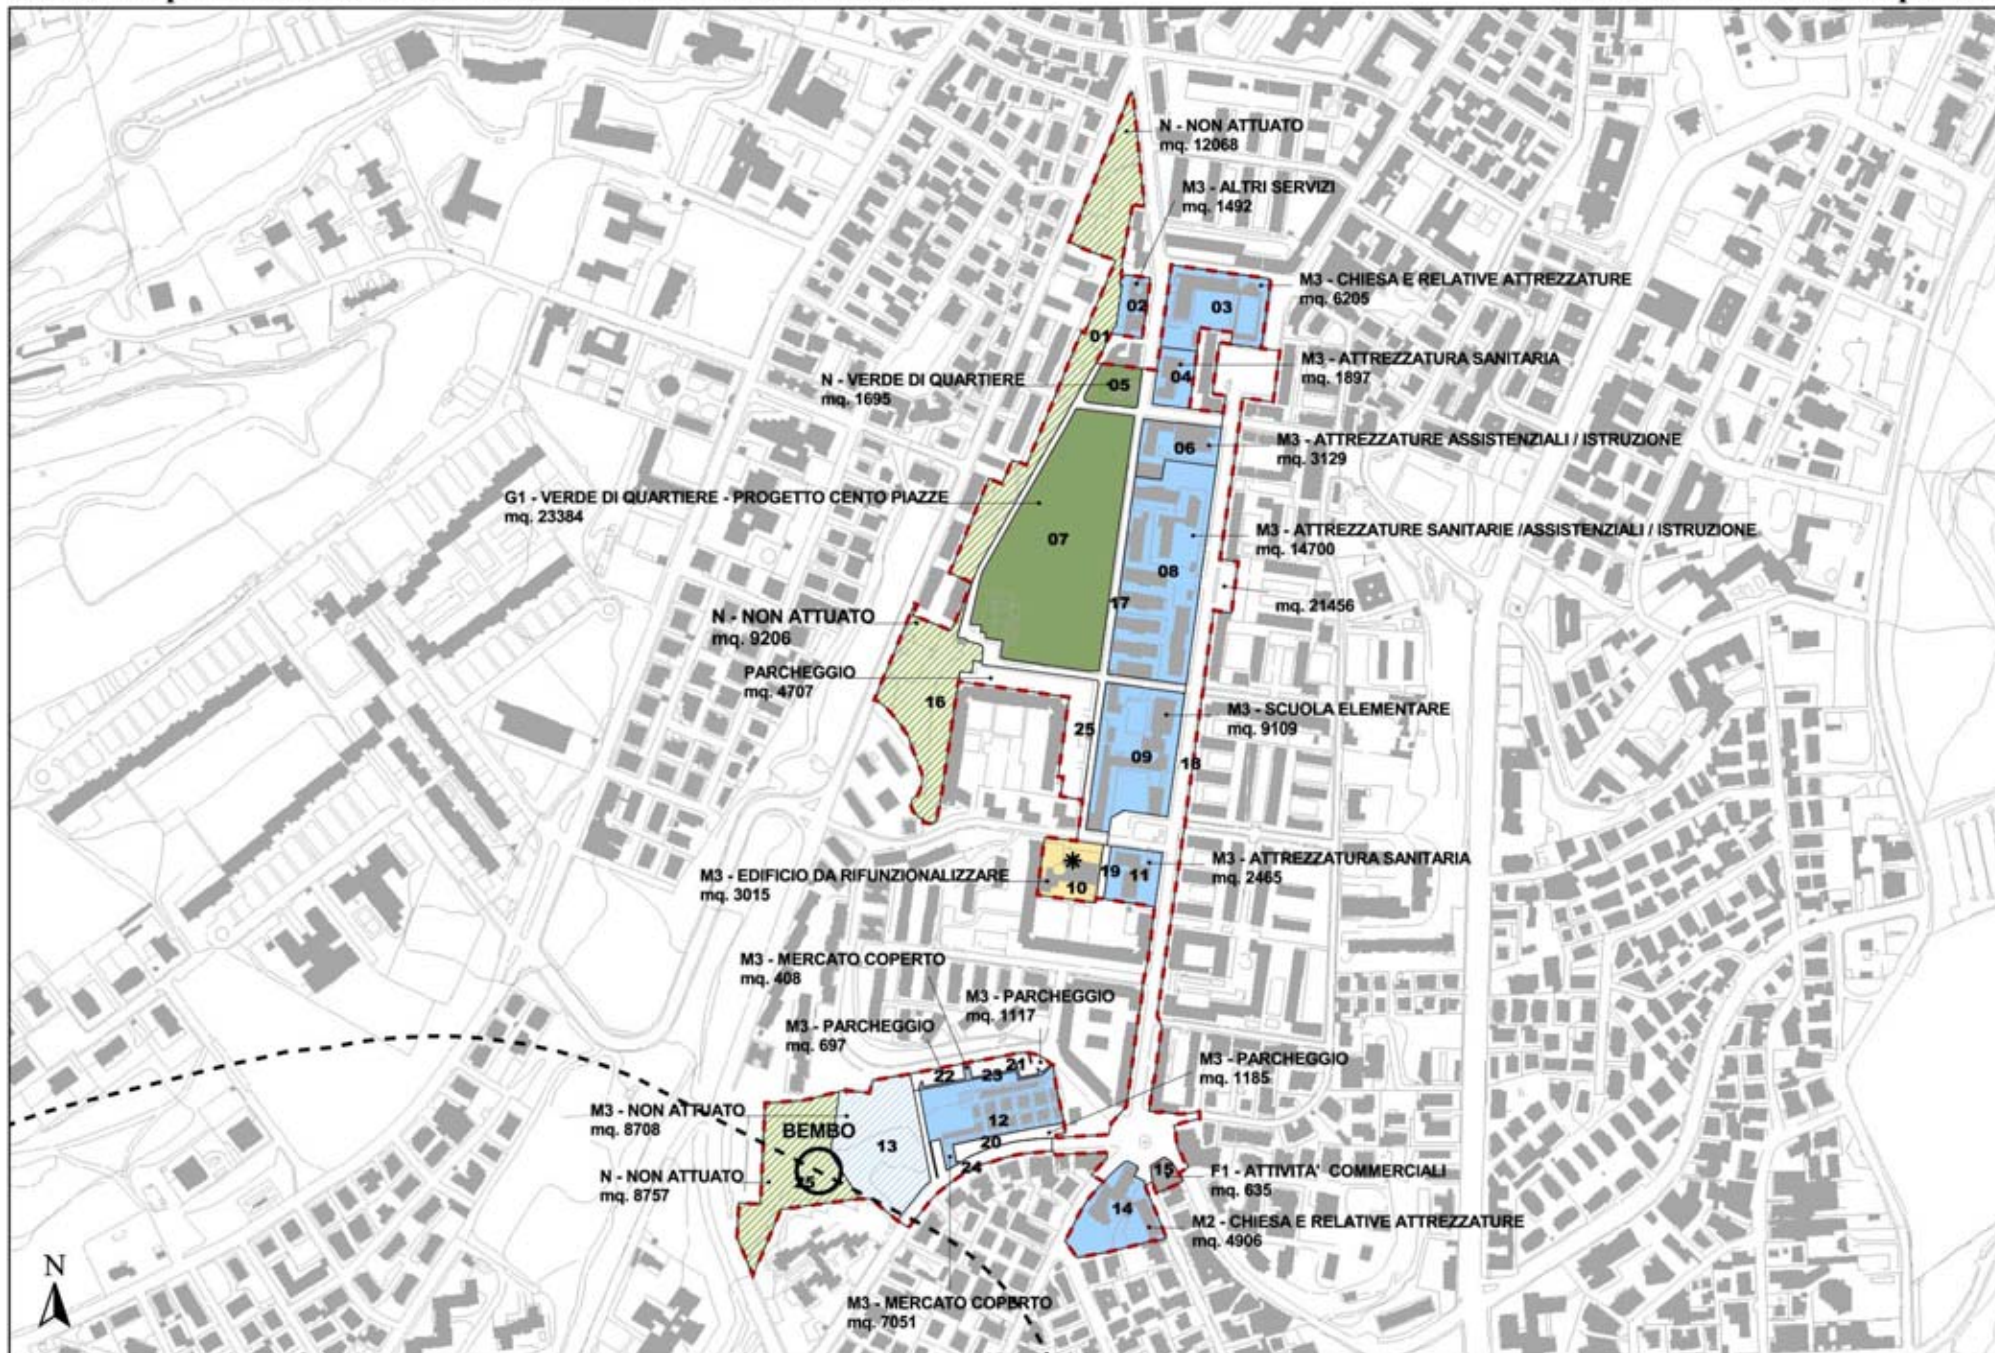 N - NON ATTUATO
mq. 12068
M3 - ALTRI SERVIZI
mq. 1492
M3 - CHIESA E RELATIVE ATTREZZATURE
mq. 6205
02
03
01
M3 - ATTREZZATURA SANITARIA
mq. 1897
04
N - VERDE DI QUARTIERE
mq. 1695
05
M3 - ATTREZZATURE ASSISTENZIALI / ISTRUZIONE
mq. 3129
06
G1 - VERDE DI QUARTIERE - PROGETTO CENTO PIAZZE
mq. 23384
07
M3 - ATTREZZATURE SANITARIE /ASSISTENZIALI / ISTRUZIONE
mq. 14700
08
17
mq. 21456
N - NON ATTUATO
mq. 9206
PARCHEGGIO
mq. 4707
16
25
M3 - SCUOLA ELEMENTARE
mq. 9109
09
18
M3 - ATTREZZATURA SANITARIA
mq. 2465
M3 - EDIFICIO DA RIFUNZIONALIZZARE
mq. 3015
10
19
11
M3 - MERCATO COPERTO
mq. 408
M3 - PARCHEGGIO
mq. 1117
M3 - PARCHEGGIO
mq. 697
M3 - PARCHEGGIO
mq. 1185
21
22
23
M3 - NON ATTUATO
mq. 8708
BEMBO
12
13
20
24
N - NON ATTUATO
mq. 8757
15
F1 - ATTIVITA' COMMERCIALI
mq. 635
14
M2 - CHIESA E RELATIVE ATTREZZATURE
mq. 4906
N
M3 - MERCATO COPERTO
mq. 7051